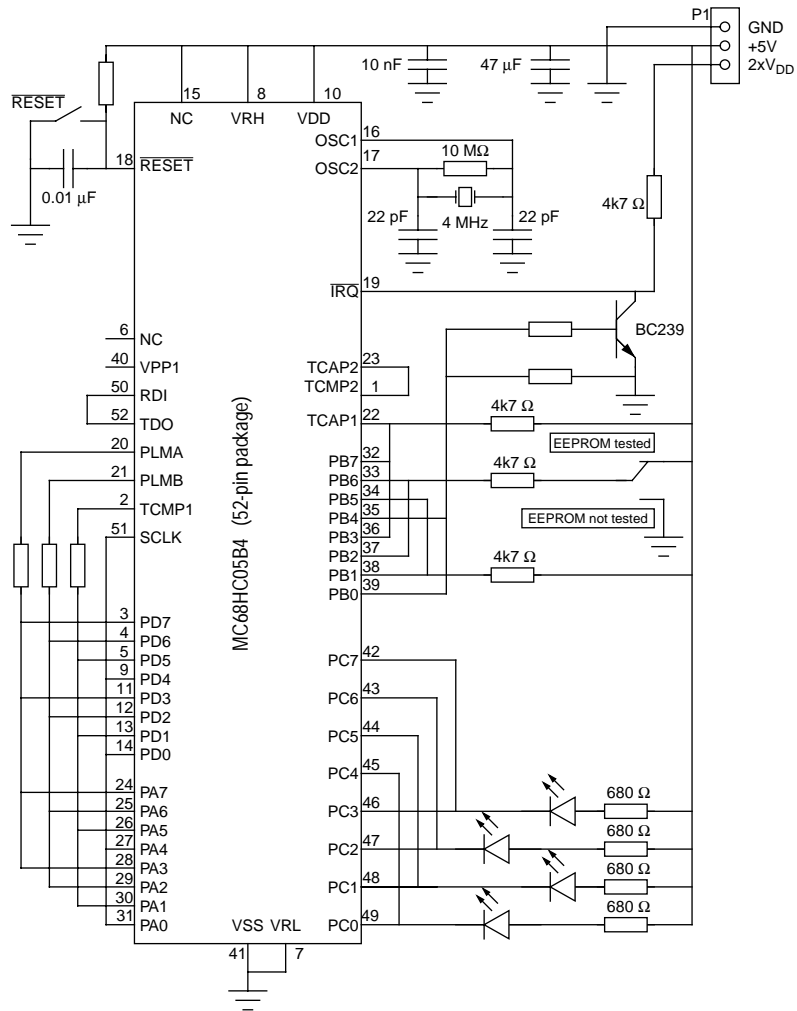 P1
GND
+5V
2xVDD
10 nF
47 µF
RESET
15
8
10
NC
VRH
VDD
16
OSC1
17
OSC2
10 MΩ
18
RESET
0.01 µF
22 pF
4 MHz
22 pF
4k7 Ω
19
IRQ
BC239
6
NC
40
VPP1
50
RDI
52
TDO
20
PLMA
21
PLMB
2
TCMP1
51
SCLK
TCAP2
23
TCMP2
1
TCAP1
22
4k7 Ω
EEPROM tested
PB7
32
PB6
33
4k7 Ω
PB5
34
PB4
35
EEPROM not tested
PB3
36
PB2
37
PB1
38
4k7 Ω
PB0
39
MC68HC05B4 (52-pin package)
3
PD7
4
PD6
5
PD5
9
PD4
11
PD3
12
PD2
13
PD1
14
PD0
PC7
42
PC6
43
PC5
44
PC4
45
PC3
46
680 Ω
PC2
47
680 Ω
PC1
48
680 Ω
PC0
49
680 Ω
24
PA7
25
PA6
26
PA5
27
PA4
28
PA3
29
PA2
30
PA1
31
PA0
VSS VRL
41
7